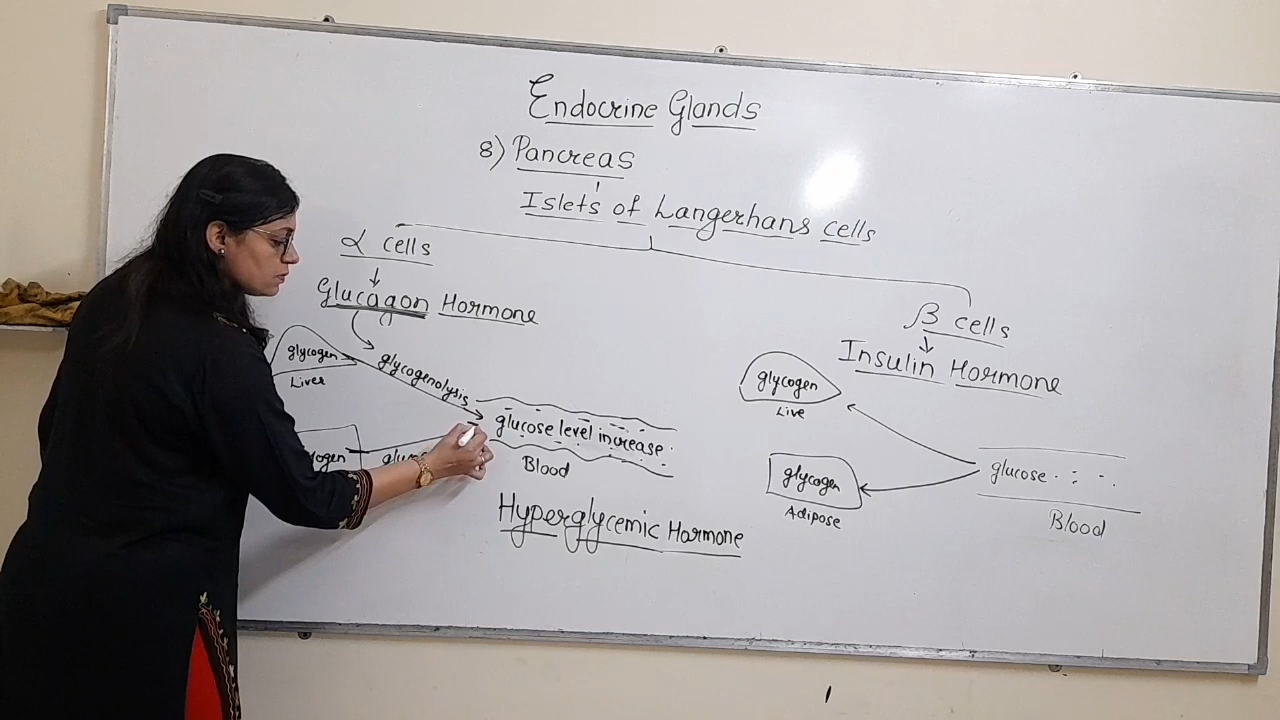 Endocrine Glands
8) Pancreas
Islets of Langerhans cells
α cells
Glucagon Hormone
glycogen
Liver
glycogenolysis
glucose level increase
Blood
Hyperglycemic Hormone
β cells
Insulin Hormone
glycogen
Live
glycogen
Adipose
glucose
Blood